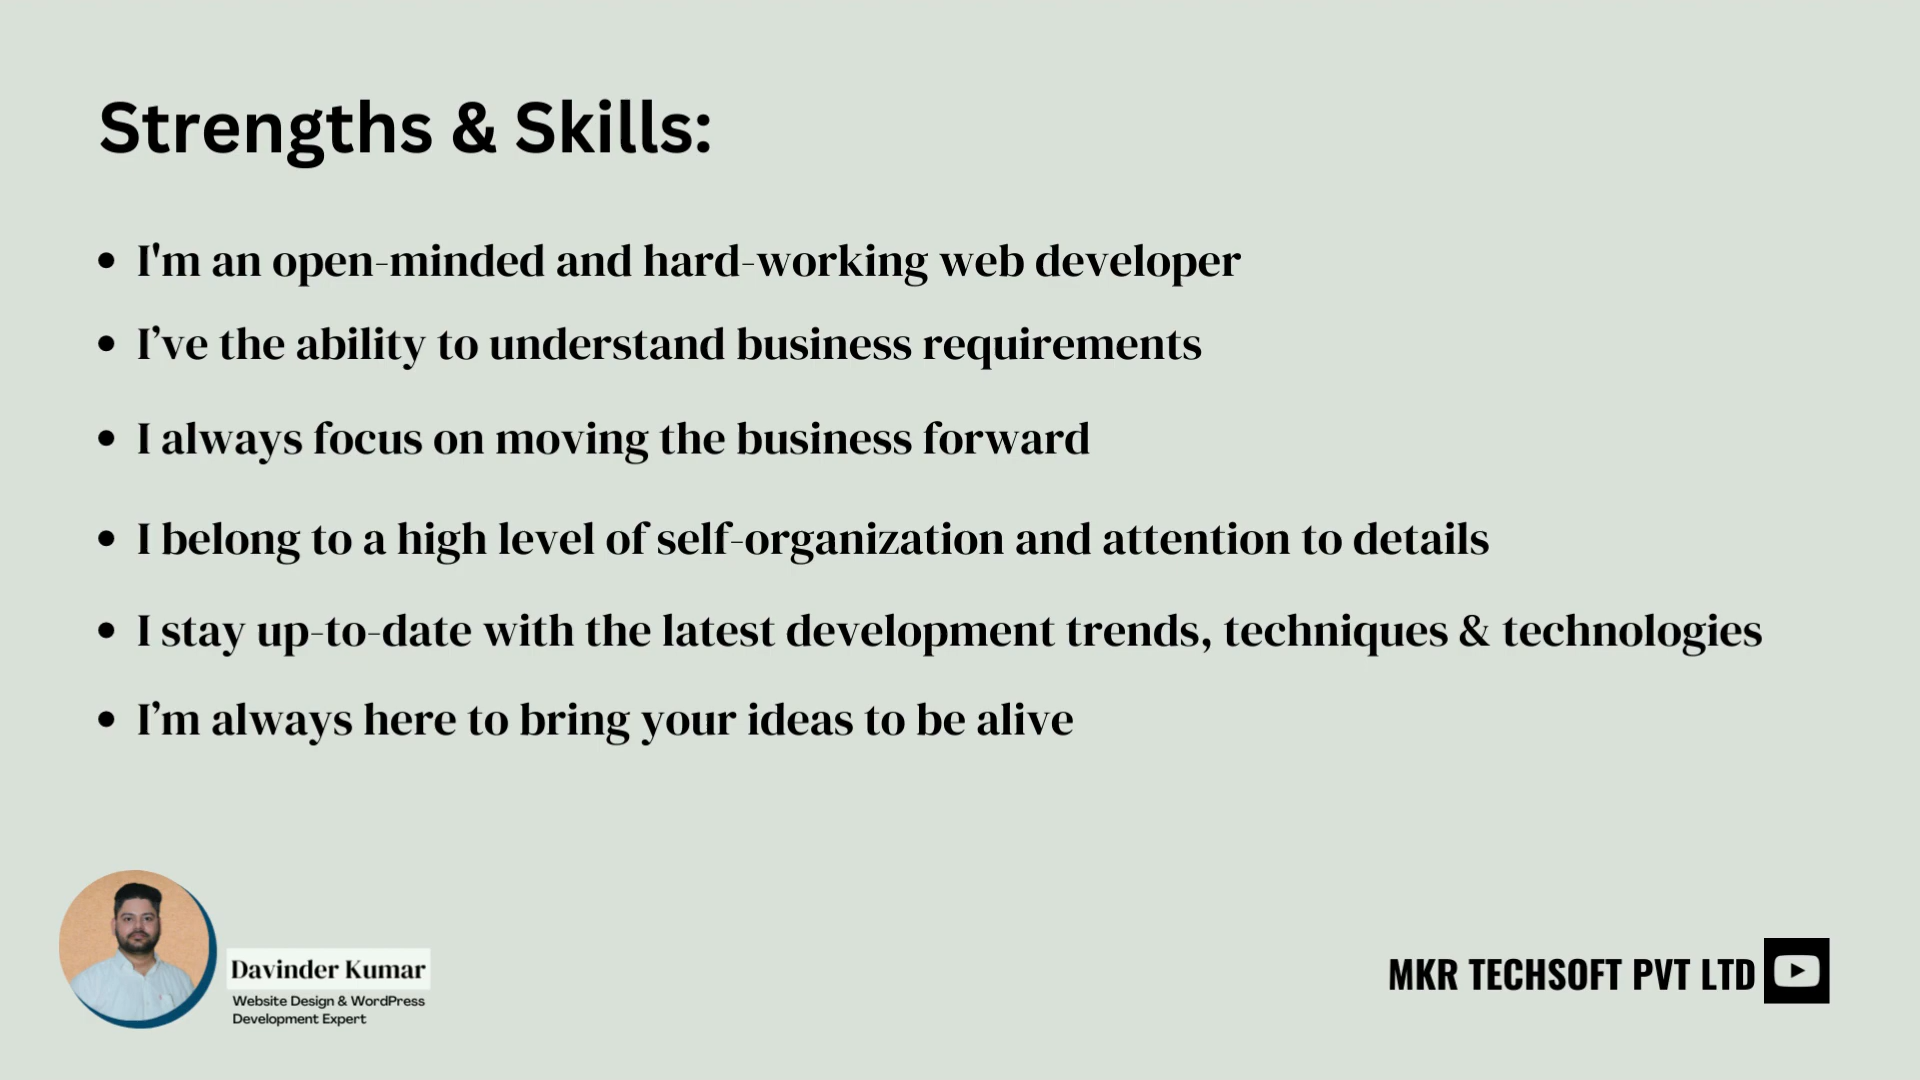 Strengths & Skills:
• I'm an open-minded and hard-working web developer
• I’ve the ability to understand business requirements
• I always focus on moving the business forward
• I belong to a high level of self-organization and attention to details
• I stay up-to-date with the latest development trends, techniques & technologies
• I’m always here to bring your ideas to be alive
Davinder Kumar
Website Design & WordPress
Development Expert
MKR TECHSOFT PVT LTD